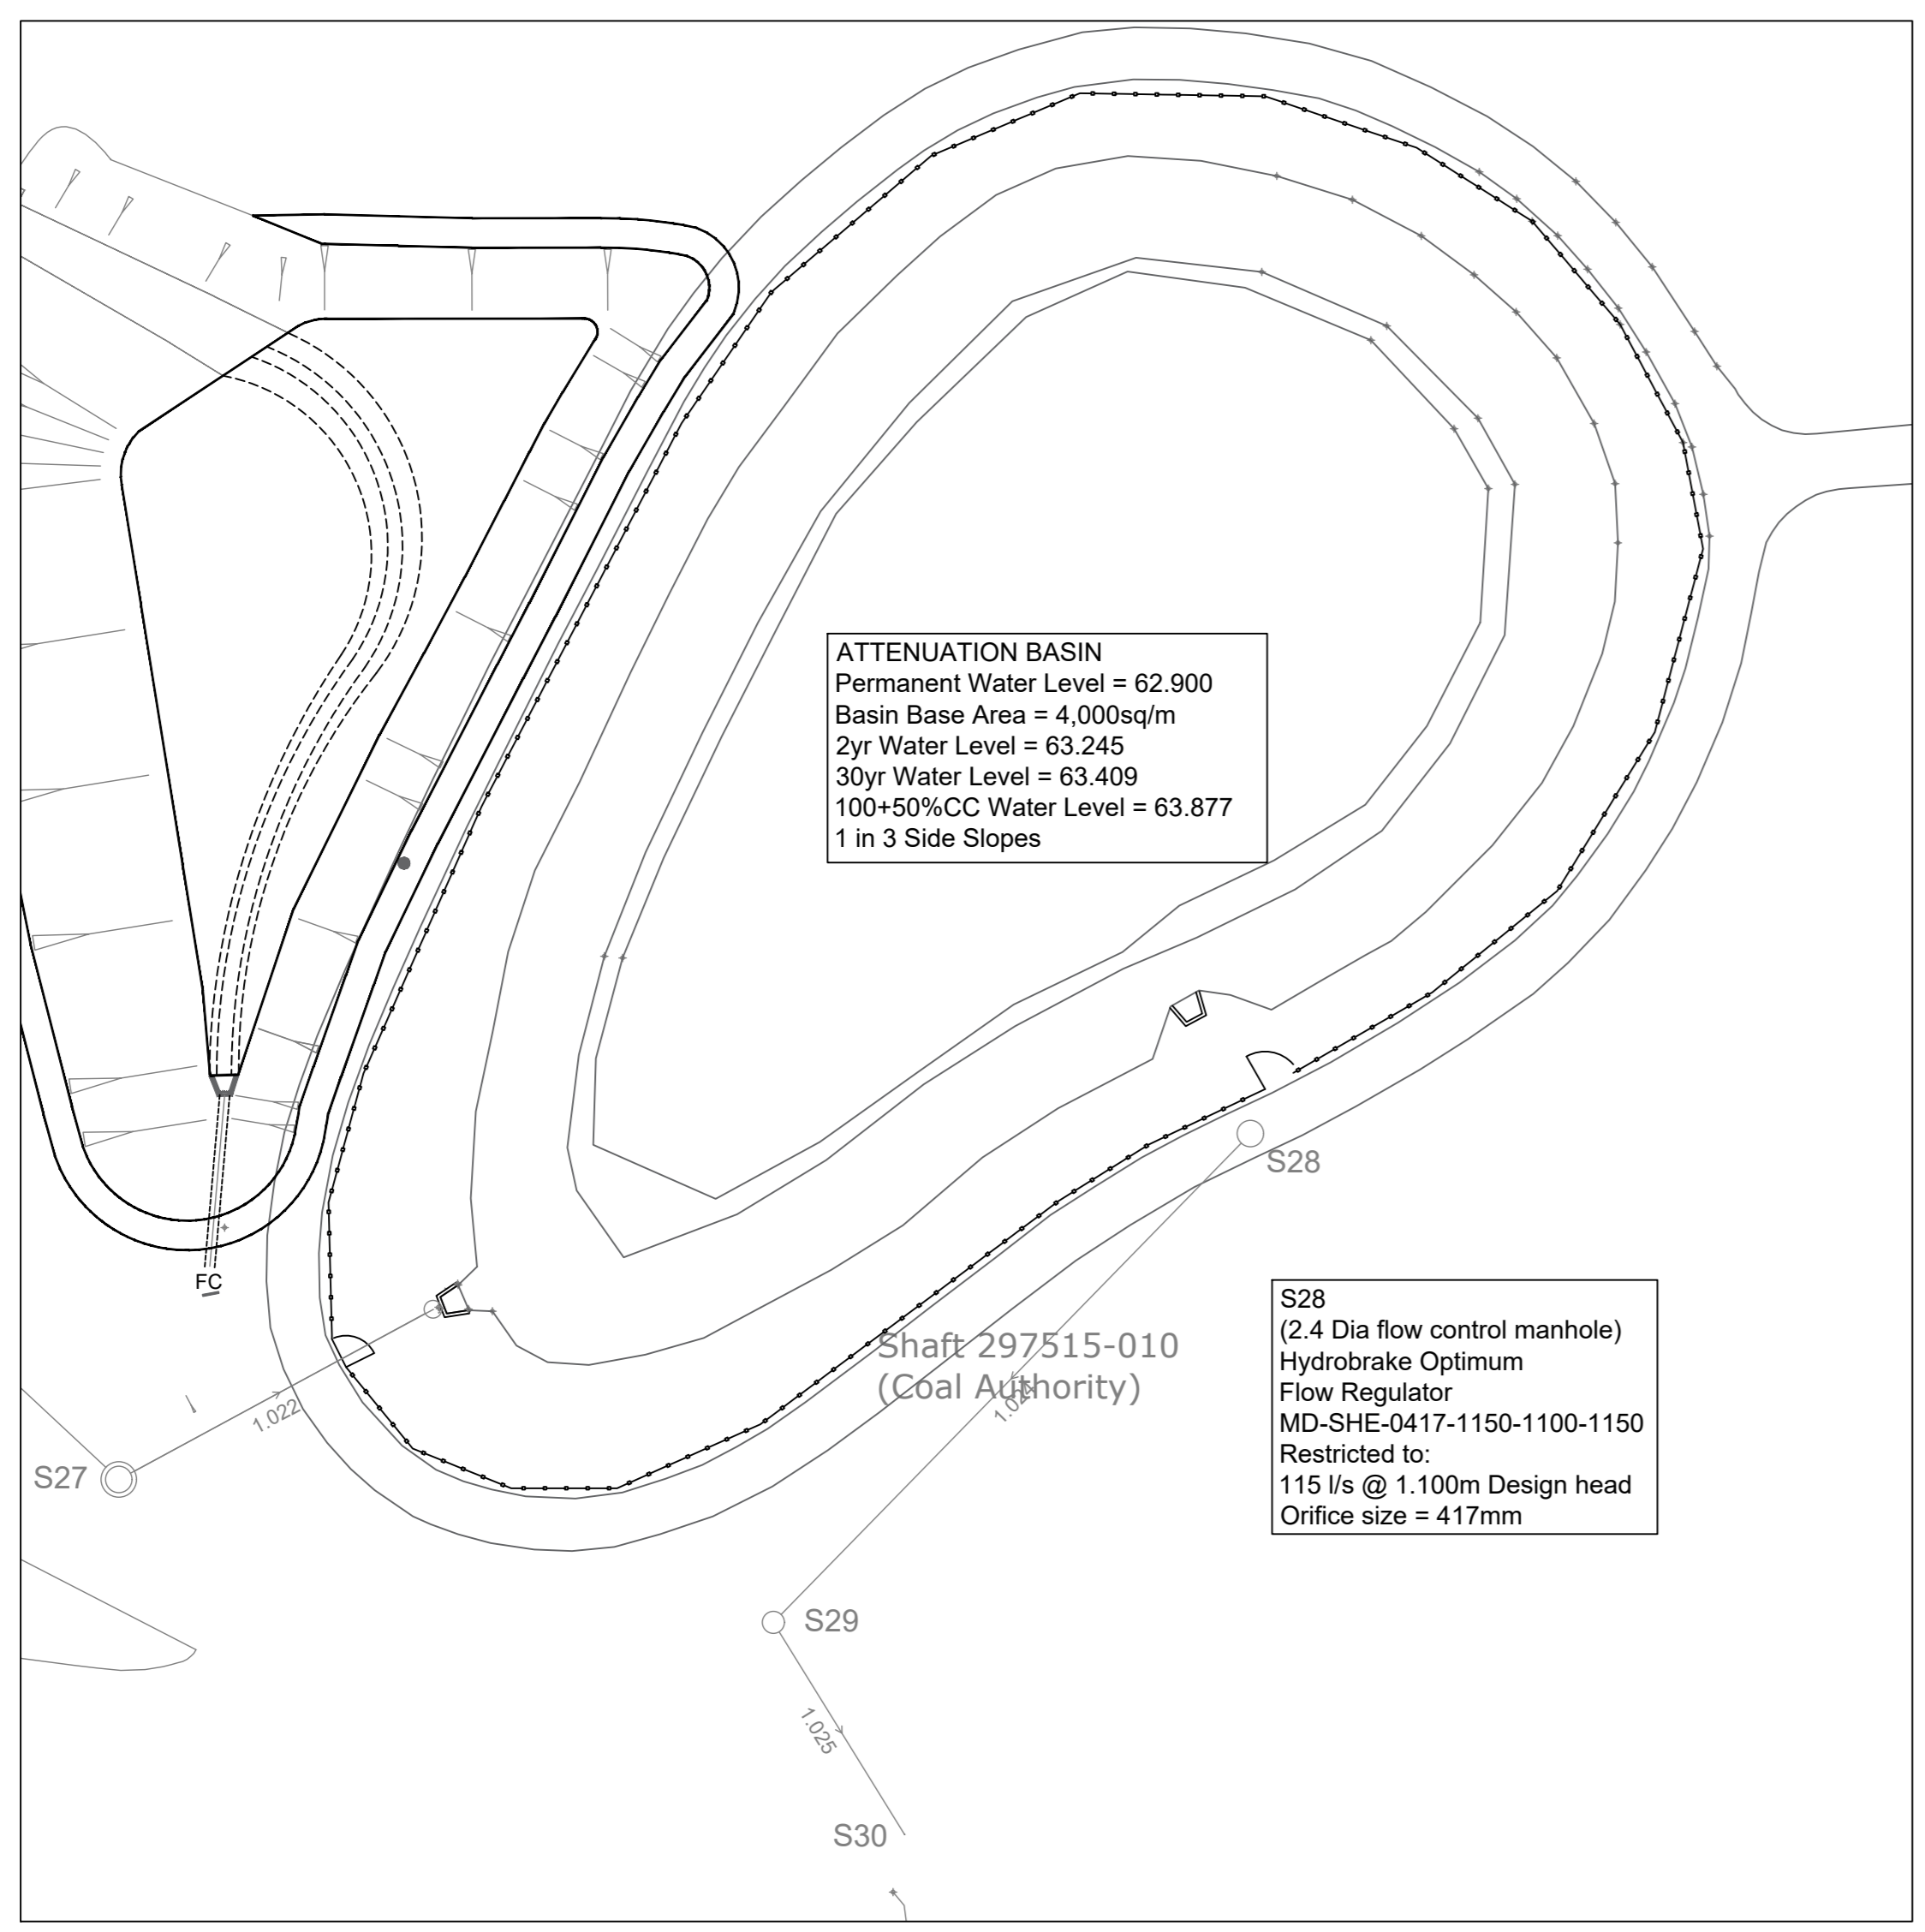 ATTENUATION BASIN
Permanent Water Level = 62.900
Basin Base Area = 4,000sq/m
2yr Water Level = 63.245
30yr Water Level = 63.409
100+50%CC Water Level = 63.877
1 in 3 Side Slopes
S28
FC
S28
(2.4 Dia flow control manhole)
Hydrobrake Optimum
Flow Regulator
MD-SHE-0417-1150-1100-1150
Restricted to:
115 l/s @ 1.100m Design head
Orifice size = 417mm
Shaft 297515-010
(Coal Authority)
1.022
1.024
S27
S29
1.025
S30